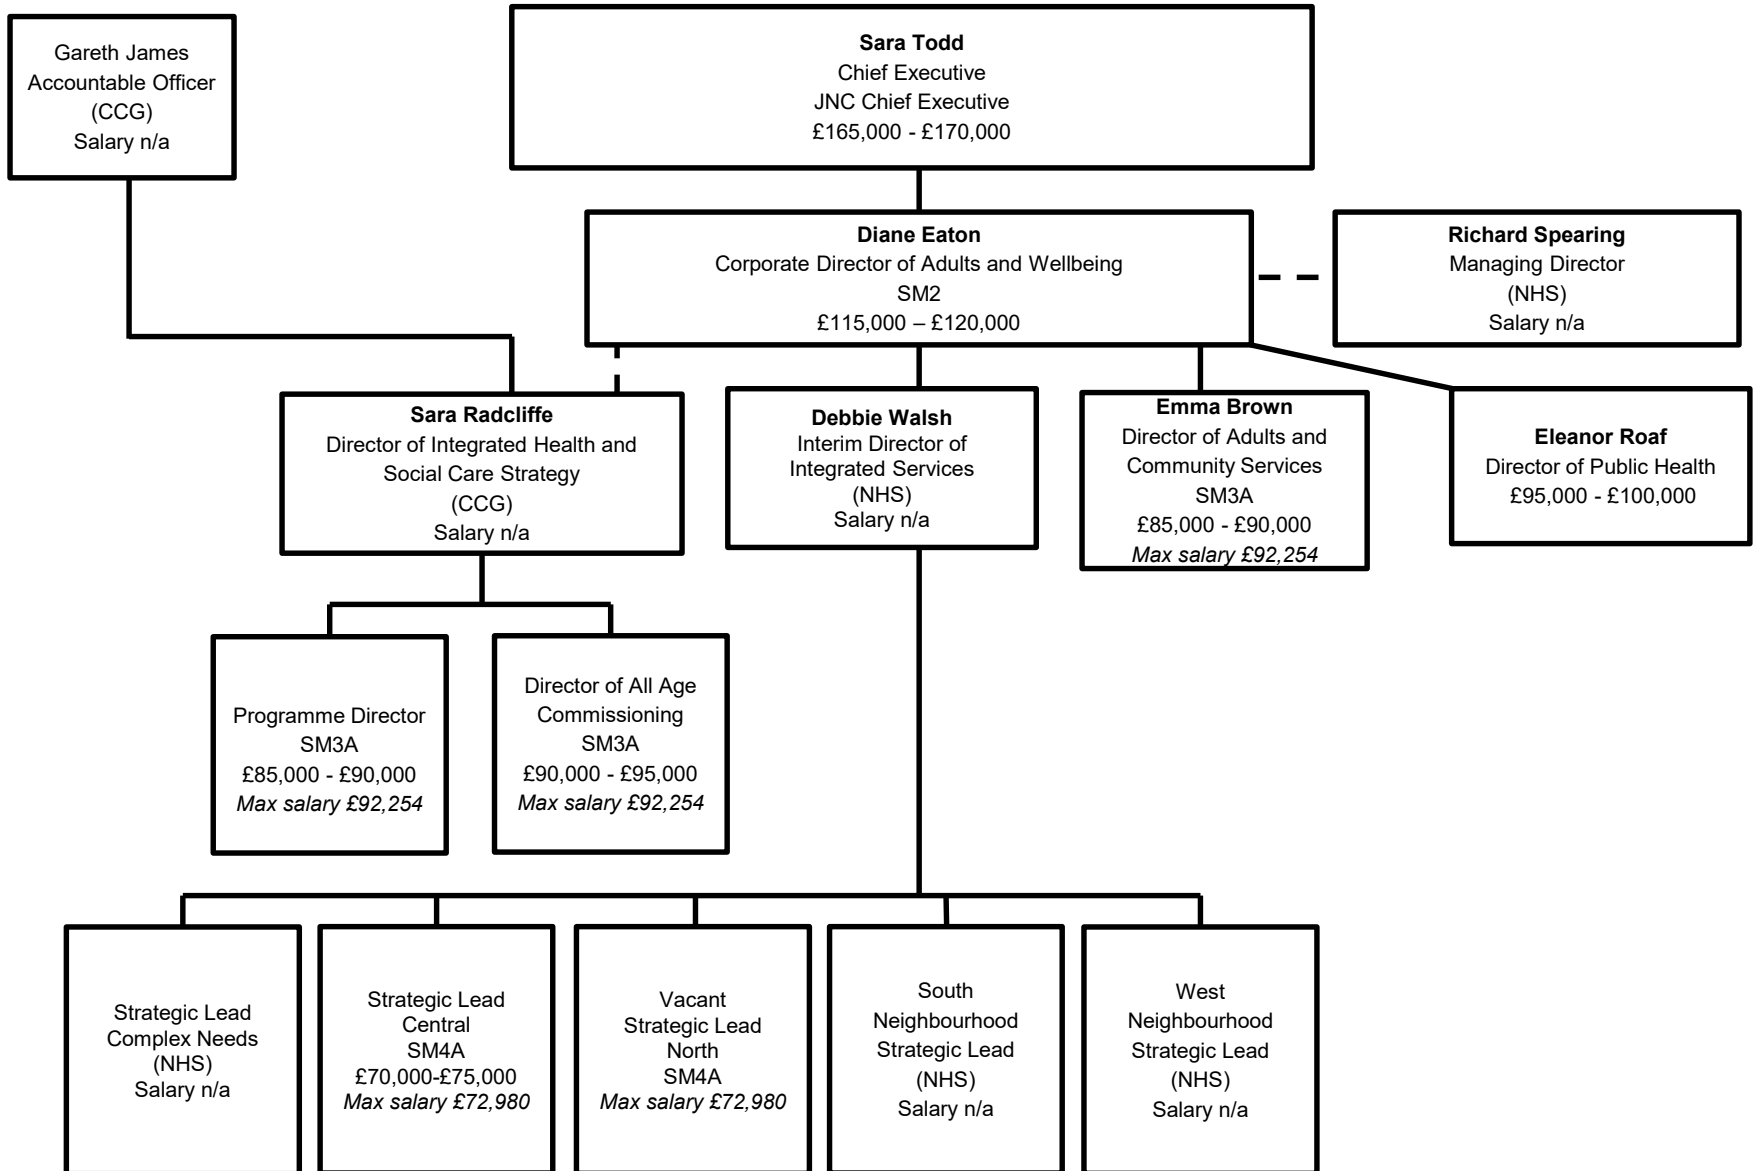 Gareth James
Accountable Officer
(CCG)
Salary n/a
Sara Todd
Chief Executive
JNC Chief Executive
£165,000 - £170,000
Diane Eaton
Corporate Director of Adults and Wellbeing
SM2
£115,000 – £120,000
Richard Spearing
Managing Director
(NHS)
Salary n/a
Sara Radcliffe
Director of Integrated Health and
Social Care Strategy
(CCG)
Salary n/a
Debbie Walsh
Interim Director of
Integrated Services
(NHS)
Salary n/a
Emma Brown
Director of Adults and
Community Services
SM3A
£85,000 - £90,000
Max salary £92,254
Eleanor Roaf
Director of Public Health
£95,000 - £100,000
Programme Director
SM3A
£85,000 - £90,000
Max salary £92,254
Director of All Age
Commissioning
SM3A
£90,000 - £95,000
Max salary £92,254
Strategic Lead
Complex Needs
(NHS)
Salary n/a
Strategic Lead
Central
SM4A
£70,000-£75,000
Max salary £72,980
Vacant
Strategic Lead
North
SM4A
Max salary £72,980
South
Neighbourhood
Strategic Lead
(NHS)
Salary n/a
West
Neighbourhood
Strategic Lead
(NHS)
Salary n/a